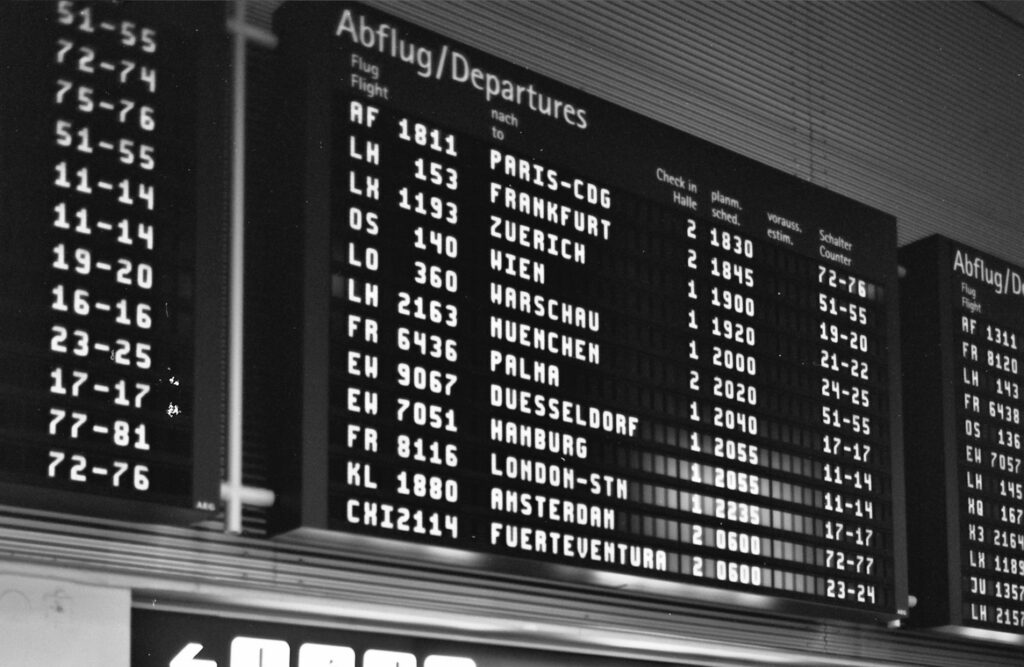 51-55
72-74
75-76
51-55
11-14
11-14
19-20
16-16
23-25
17-17
77-81
72-76
AEG
Abflug/Departures
Flug nach Check in planm. vorauss. Schalter
Flight to Halle sched. estim. Counter
AF 1811 PARIS-CDG 2 1830 72-76
LH 153 FRANKFURT 2 1845 51-55
LX 1193 ZUERICH 1 1900 19-20
OS 140 WIEN 1 1920 21-22
LO 360 WARSCHAU 1 2000 24-25
LH 2163 MUENCHEN 2 2020 51-55
FR 6436 PALMA 1 2040 17-17
EW 9067 DUESSELDORF 1 2055 11-14
EW 7051 HAMBURG 1 2055 11-14
FR 8116 LONDON-STN 1 2235 17-17
KL 1880 AMSTERDAM 2 0600 72-77
CXI2114 FUERTEVENTURA 2 0600 23-24
Abflug/De
Flug
Flight
AF 1311
FR 8120
LH 143
FR 6438
OS 136
EW 7057
LH 145
HQ 167
X3 2164
LX 1189
JU 1357
LH 2157